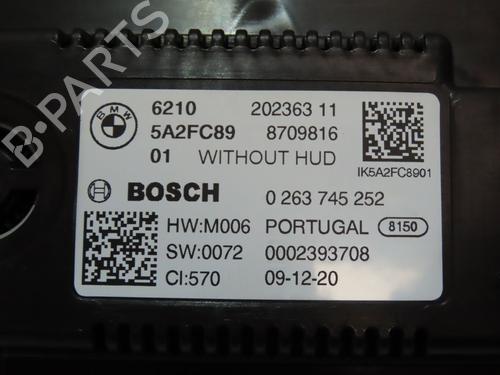 BMW
6210 202363 11
5A2FC89 8709816
01 WITHOUT HUD
IK5A2FC8901
BOSCH 0 263 745 252
HW:M006 PORTUGAL 8150
SW:0072 0002393708
CI:570 09-12-20
B-PARTS